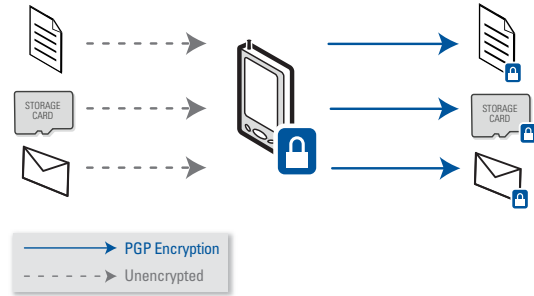 STORAGE
CARD
STORAGE
CARD
PGP Encryption
Unencrypted